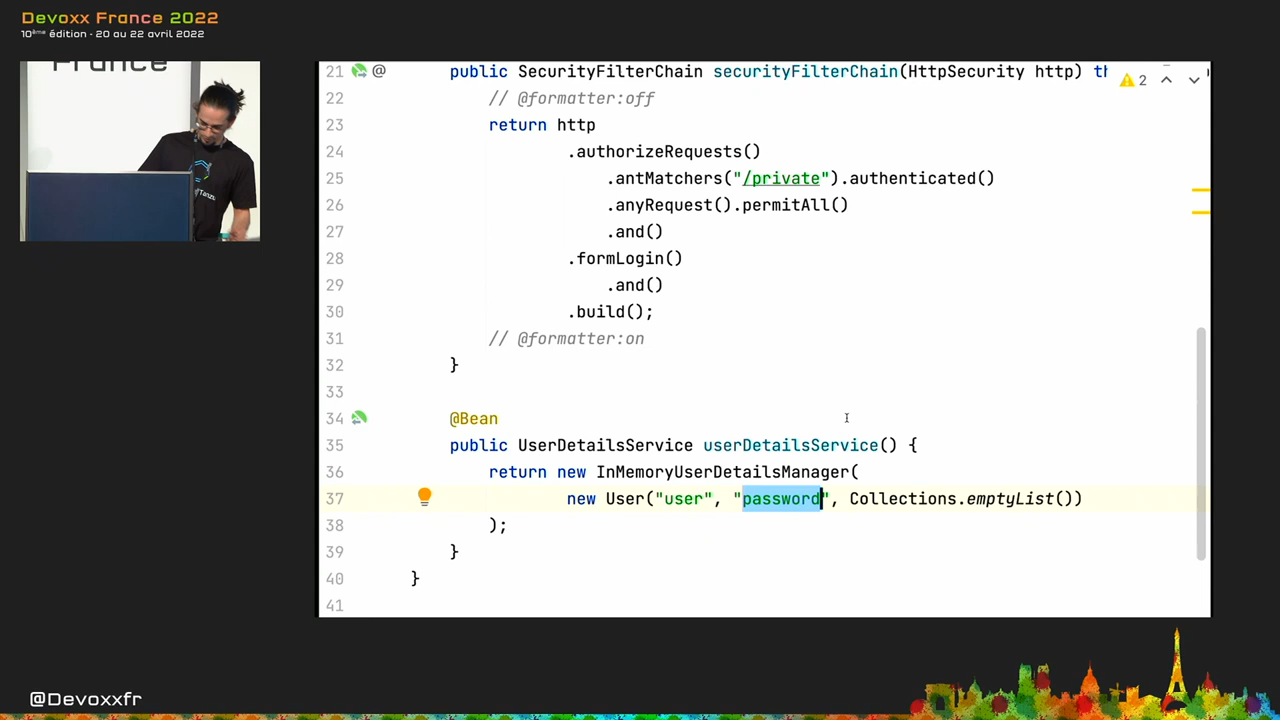 Devoxx France 2022
10ème édition - 20 au 22 avril 2022
France
Tanzu
21 @ public SecurityFilterChain securityFilterChain(HttpSecurity http) th
2
22 // @formatter:off
23 return http
24 .authorizeRequests()
25 .antMatchers("/private").authenticated()
26 .anyRequest().permitAll()
27 .and()
28 .formLogin()
29 .and()
30 .build();
31 // @formatter:on
32 }
33
34 @Bean
35 public UserDetailsService userDetailsService() {
36 return new InMemoryUserDetailsManager(
37 new User("user", "password", Collections.emptyList())
38 );
39 }
40 }
41
@Devoxxfr